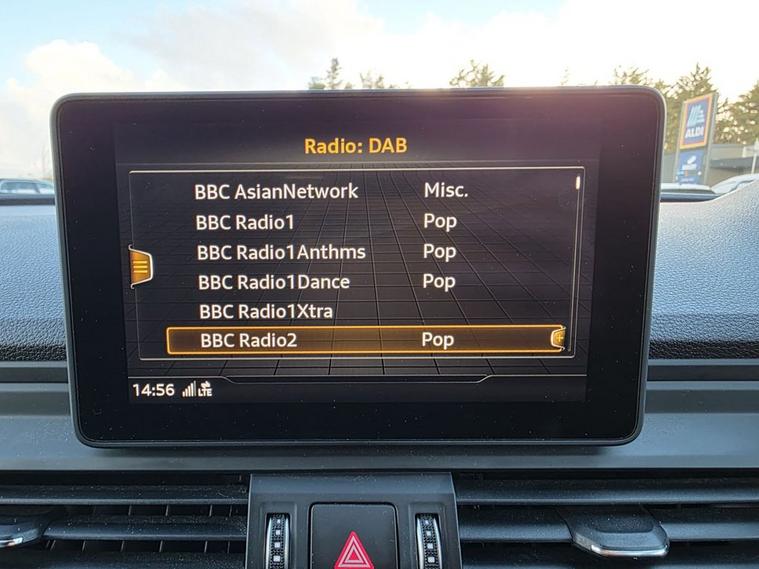 Radio: DAB
BBC AsianNetwork Misc.
BBC Radio1 Pop
BBC Radio1Anthms Pop
BBC Radio1Dance Pop
BBC Radio1Xtra
BBC Radio2 Pop
14:56 LTE
ALDI